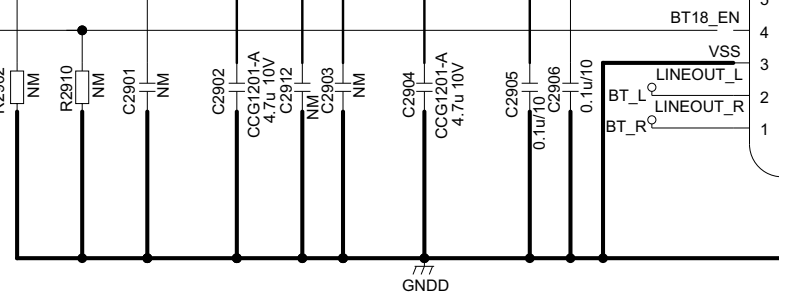 BT18_EN
4
VSS
3
LINEOUT_L
BT_L
2
LINEOUT_R
BT_R
1
NM
R2910
NM
C2901
NM
C2902
CCG1201-A
4.7u 10V
C2912
NM
C2903
NM
C2904
CCG1201-A
4.7u 10V
C2905
0.1u/10
C2906
0.1u/10
GNDD